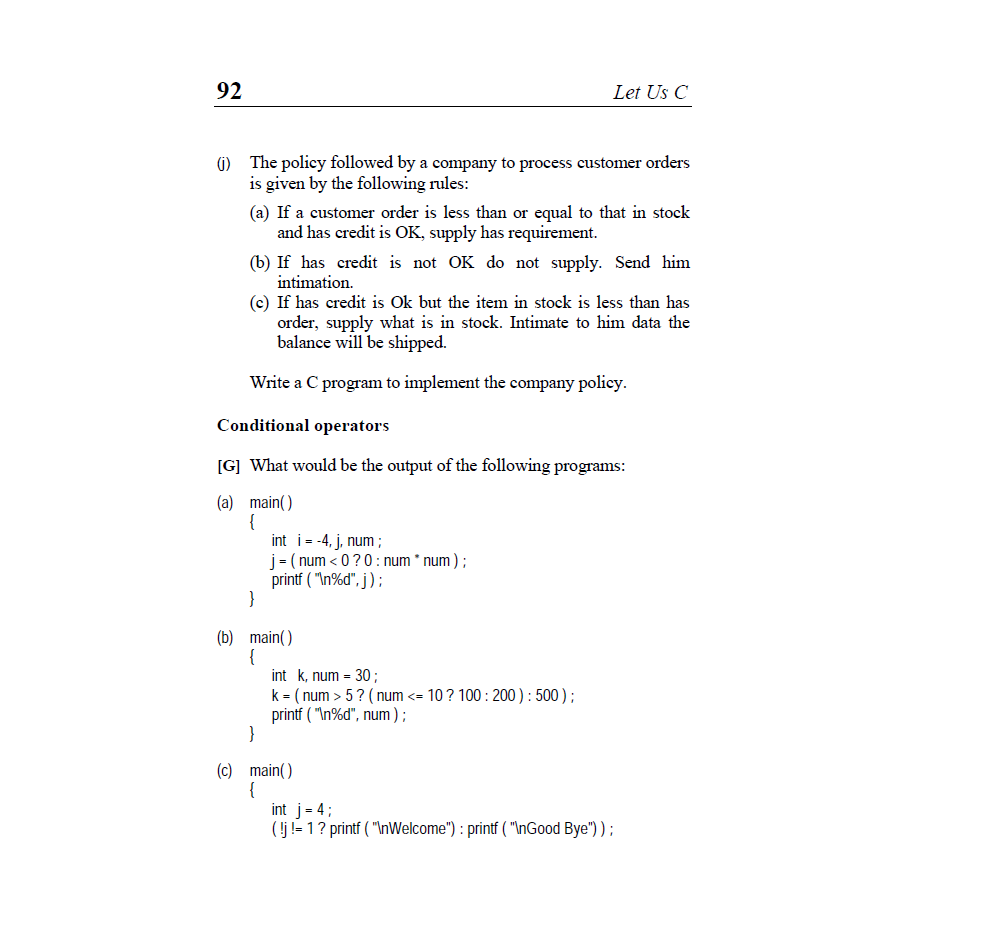 92 Let Us C
(j) The policy followed by a company to process customer orders
is given by the following rules:
(a) If a customer order is less than or equal to that in stock
and has credit is OK, supply has requirement.
(b) If has credit is not OK do not supply. Send him
intimation.
(c) If has credit is Ok but the item in stock is less than has
order, supply what is in stock. Intimate to him data the
balance will be shipped.
Write a C program to implement the company policy.
Conditional operators
[G] What would be the output of the following programs:
(a) main( )
{
int i = -4, j, num ;
j = ( num < 0 ? 0 : num * num ) ;
printf ( "\n%d", j ) ;
}
(b) main( )
{
int k, num = 30 ;
k = ( num > 5 ? ( num <= 10 ? 100 : 200 ) : 500 ) ;
printf ( "\n%d", num ) ;
}
(c) main( )
{
int j = 4 ;
( !j != 1 ? printf ( "\nWelcome") : printf ( "\nGood Bye") ) ;